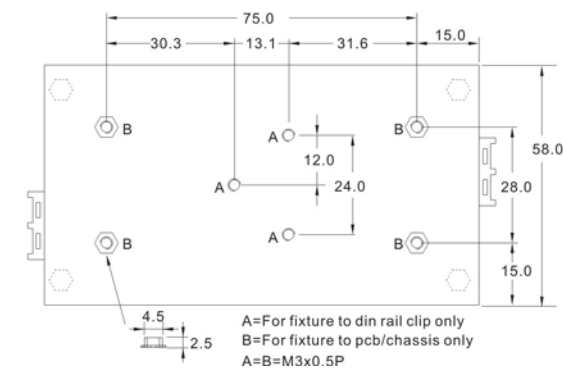 75.0
30.3 13.1 31.6 15.0
B A B
12.0
58.0
A 24.0 28.0
B A B
15.0
4.5
2.5
A=For fixture to din rail clip only
B=For fixture to pcb/chassis only
A=B=M3x0.5P